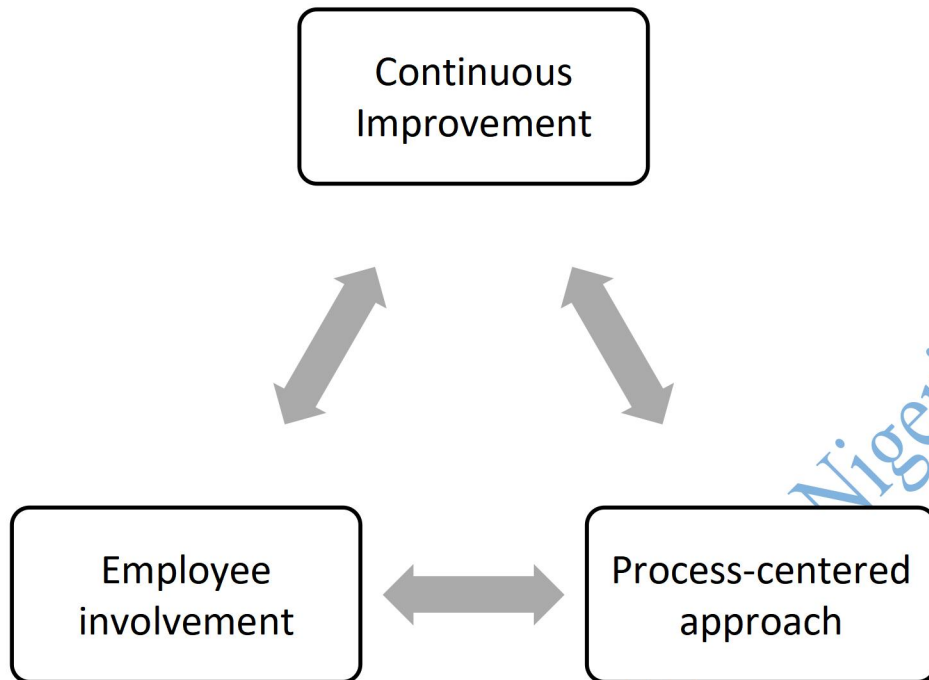 Continuous
Improvement
Employee
involvement
Process-centered
approach